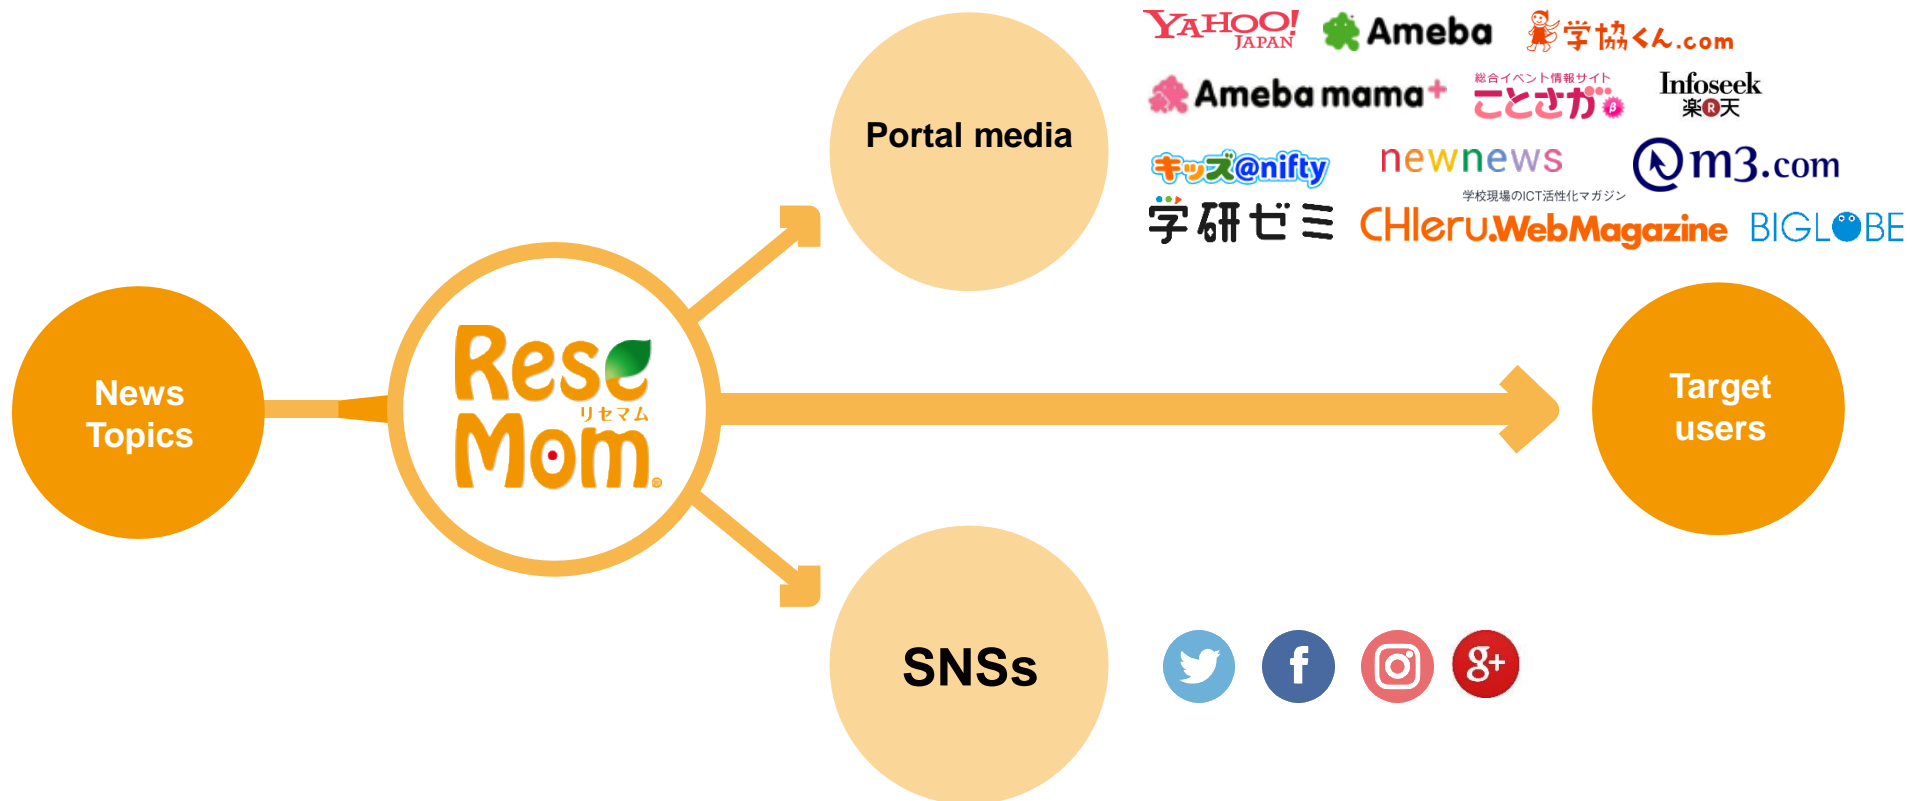 News
Topics
Rese
リセマム
Mom®
Portal media
YAHOO!
JAPAN
Ameba
学協くん.com
Ameba mama+
総合イベント情報サイト
ことさが β
Infoseek
楽R天
キッズ@nifty
newnews
m3.com
学研ゼミ
学校現場のICT活性化マガジン
CHIeru.WebMagazine
BIGLOBE
Target
users
SNSs
f
g+